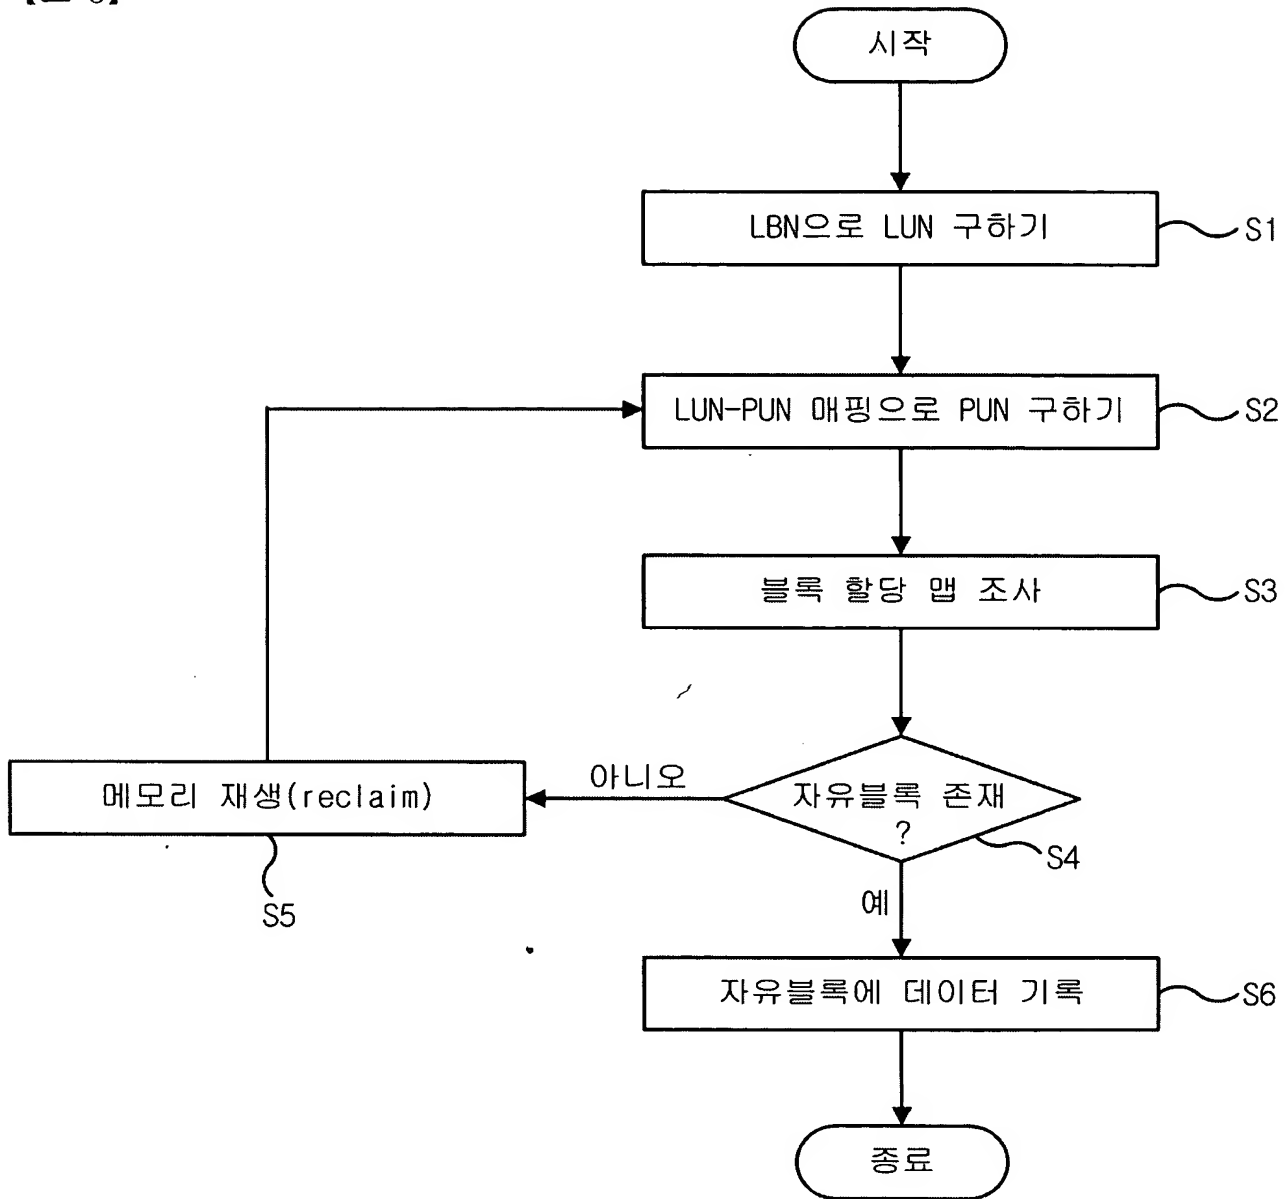 시작
LBN으로 LUN 구하기
S1
LUN-PUN 매핑으로 PUN 구하기
S2
블록 할당 맵 조사
S3
메모리 재생(reclaim)
아니오
자유블록 존재
?
S4
S5
예
자유블록에 데이터 기록
S6
종료